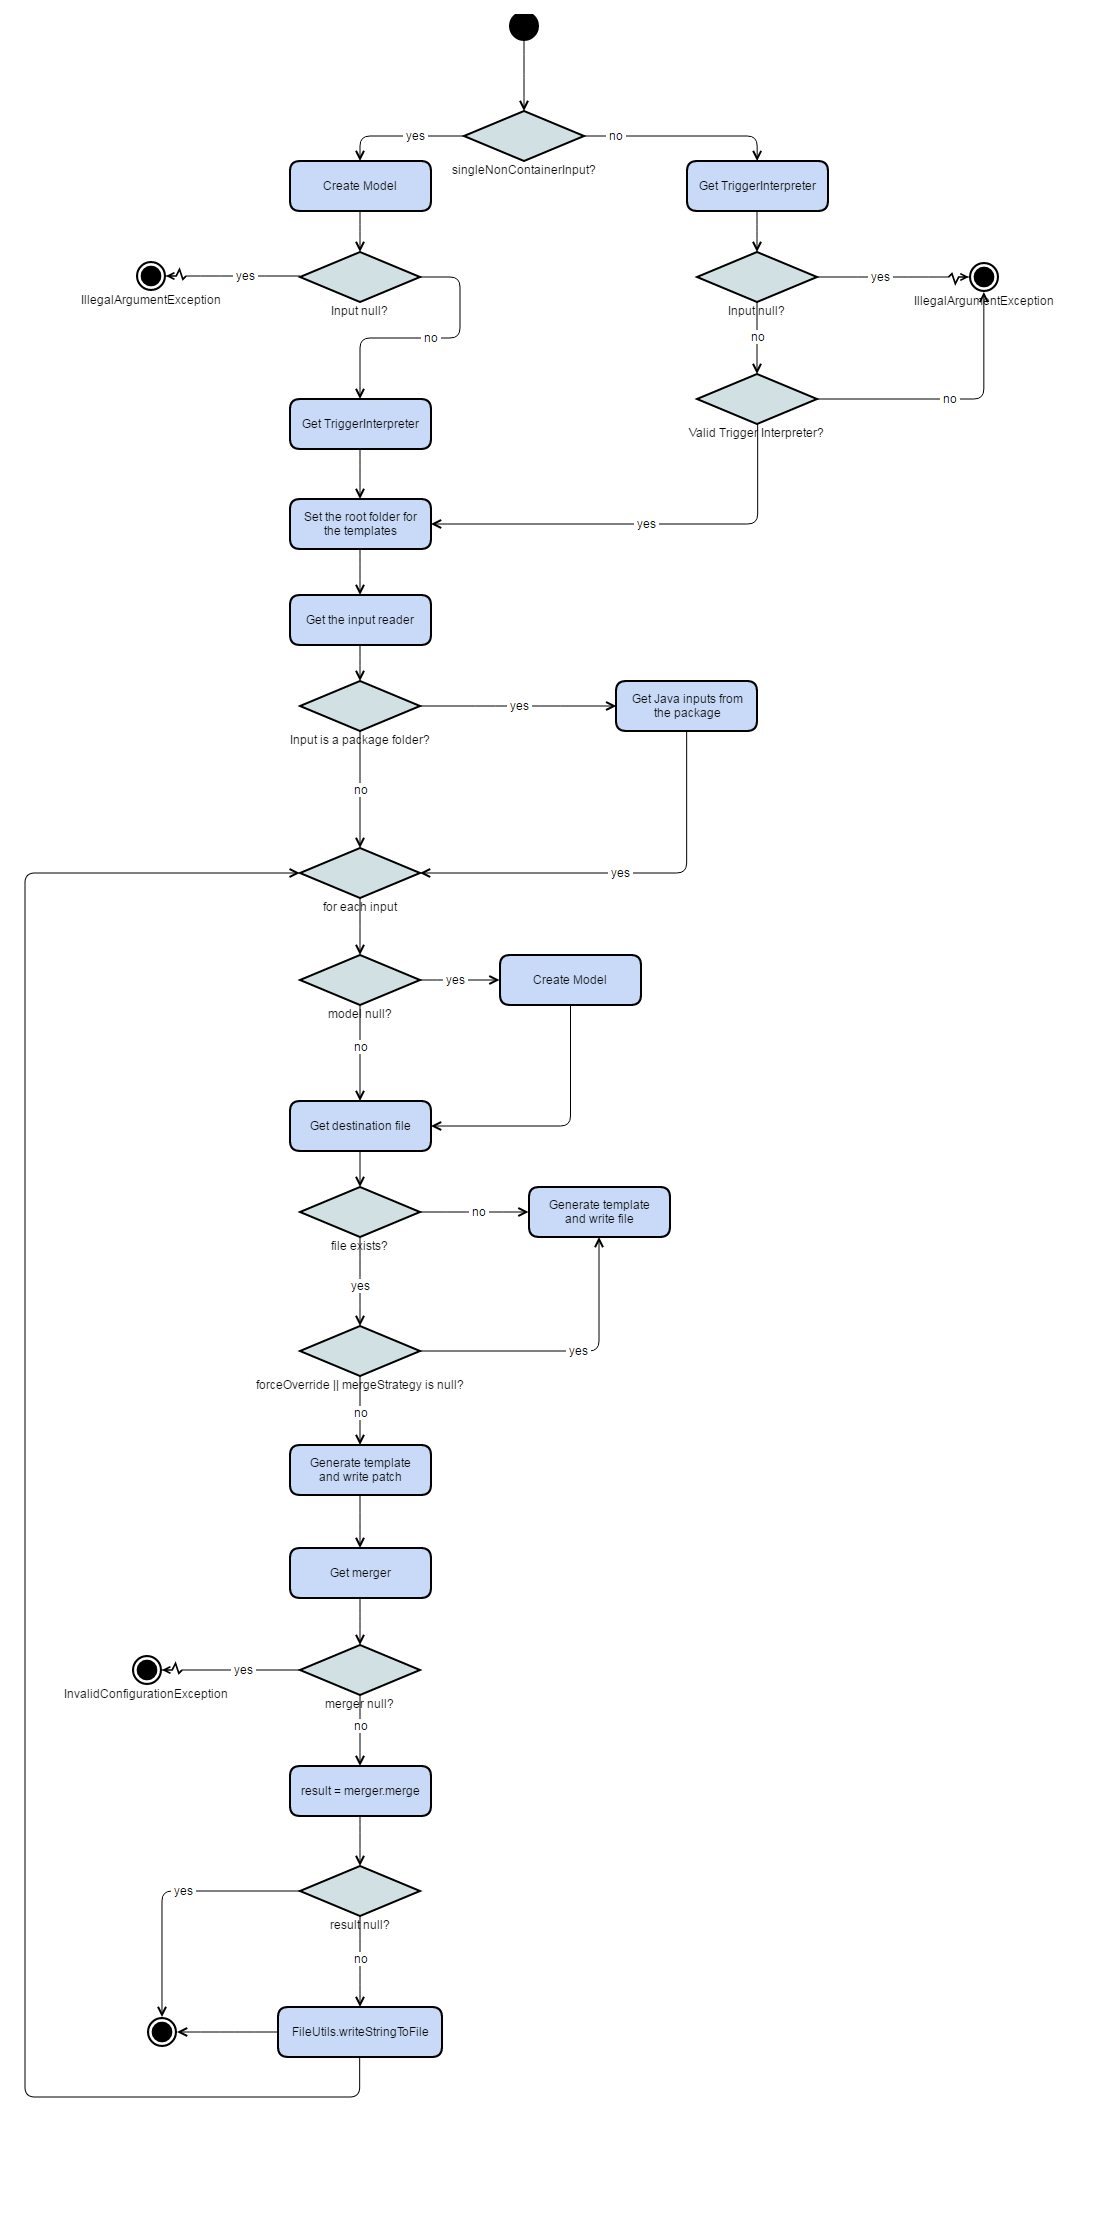 yes
no
singleNonContainerInput?
Create Model
Get TriggerInterpreter
yes
yes
IllegalArgumentException
Input null?
Input null?
IllegalArgumentException
no
no
no
Get TriggerInterpreter
Valid Trigger Interpreter?
Set the root folder for
the templates
yes
Get the input reader
Input is a package folder?
yes
Get Java inputs from
the package
no
yes
for each input
yes
Create Model
model null?
no
Get destination file
no
Generate template
and write file
file exists?
yes
yes
forceOverride || mergeStrategy is null?
no
Generate template
and write patch
Get merger
yes
InvalidConfigurationException
merger null?
no
result = merger.merge
yes
result null?
no
FileUtils.writeStringToFile